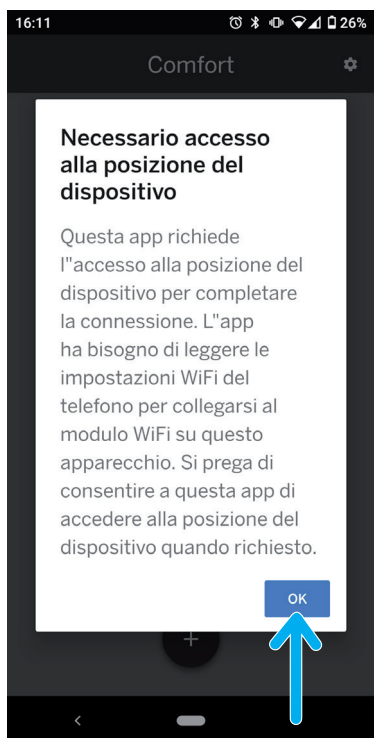 16:11 26%
Comfort
Necessario accesso
alla posizione del
dispositivo
Questa app richiede
l"accesso alla posizione del
dispositivo per completare
la connessione. L"app
ha bisogno di leggere le
impostazioni WiFi del
telefono per collegarsi al
modulo WiFi su questo
apparecchio. Si prega di
consentire a questa app di
accedere alla posizione del
dispositivo quando richiesto.
OK